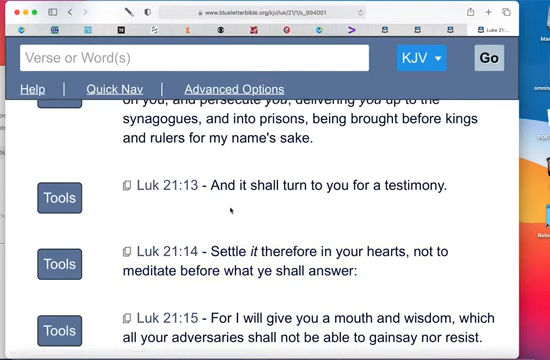 www.blueletterbible.org/kjv/luk/21/1/s_994001
Luk 21:...
Verse or Word(s)
KJV
Go
Help | Quick Nav | Advanced Options
on you, and persecute you, delivering you up to the
synagogues, and into prisons, being brought before kings
and rulers for my name's sake.
Tools
Luk 21:13 - And it shall turn to you for a testimony.
Tools
Luk 21:14 - Settle it therefore in your hearts, not to
meditate before what ye shall answer:
Tools
Luk 21:15 - For I will give you a mouth and wisdom, which
all your adversaries shall not be able to gainsay nor resist.